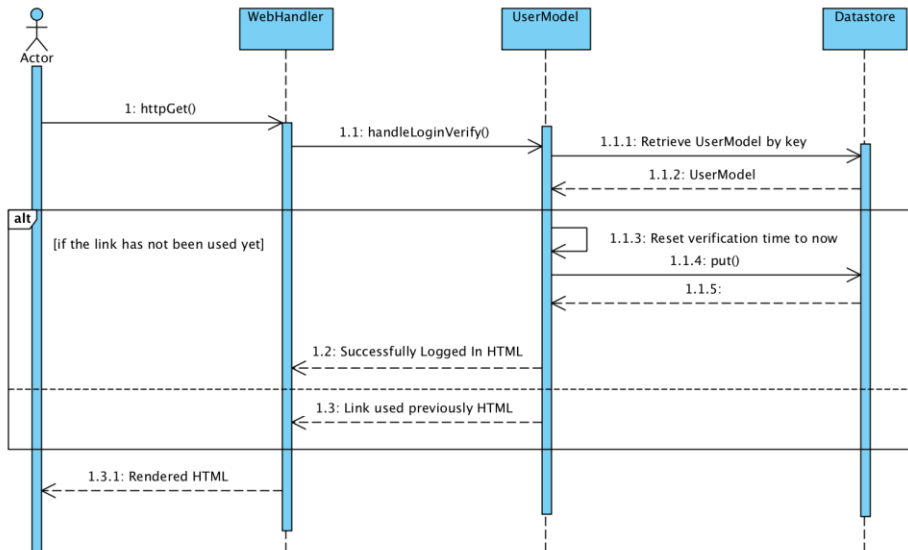 WebHandler
UserModel
Datastore
Actor
1: httpGet()
1.1: handleLoginVerify()
1.1.1: Retrieve UserModel by key
1.1.2: UserModel
alt
[if the link has not been used yet]
1.1.3: Reset verification time to now
1.1.4: put()
1.1.5:
1.2: Successfully Logged In HTML
1.3: Link used previously HTML
1.3.1: Rendered HTML